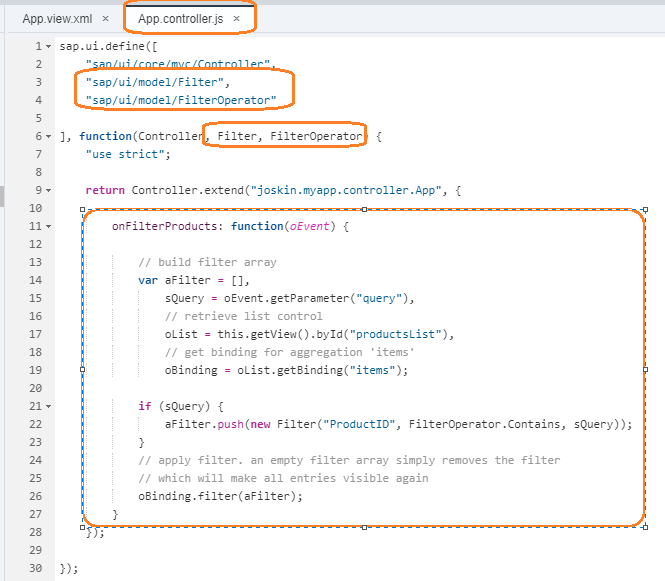 App.view.xml × App.controller.js ×
1 sap.ui.define([
2 "sap/ui/core/mvc/Controller",
3 "sap/ui/model/Filter",
4 "sap/ui/model/FilterOperator"
5
6 ], function(Controller, Filter, FilterOperator) {
7 "use strict";
8
9 return Controller.extend("joskin.myapp.controller.App", {
10
11 onFilterProducts: function(oEvent) {
12
13 // build filter array
14 var aFilter = [],
15 sQuery = oEvent.getParameter("query"),
16 // retrieve list control
17 oList = this.getView().byId("productsList"),
18 // get binding for aggregation 'items'
19 oBinding = oList.getBinding("items");
20
21 if (sQuery) {
22 aFilter.push(new Filter("ProductID", FilterOperator.Contains, sQuery));
23 }
24 // apply filter. an empty filter array simply removes the filter
25 // which will make all entries visible again
26 oBinding.filter(aFilter);
27 }
28 });
29
30 });